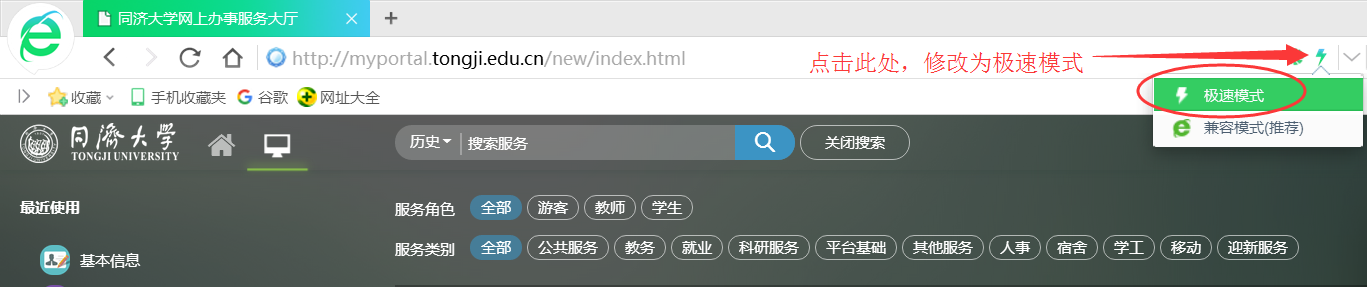 同济大学网上办事服务大厅
http://myportal.tongji.edu.cn/new/index.html
点击此处，修改为极速模式
收藏 手机收藏夹 谷歌 网址大全
极速模式
兼容模式(推荐)
同濟大学
TONGJI UNIVERSITY
历史 搜索服务 关闭搜索
最近使用
服务角色 全部 游客 教师 学生
服务类别 全部 公共服务 教务 就业 科研服务 平台基础 其他服务 人事 宿舍 学工 移动 迎新服务
基本信息